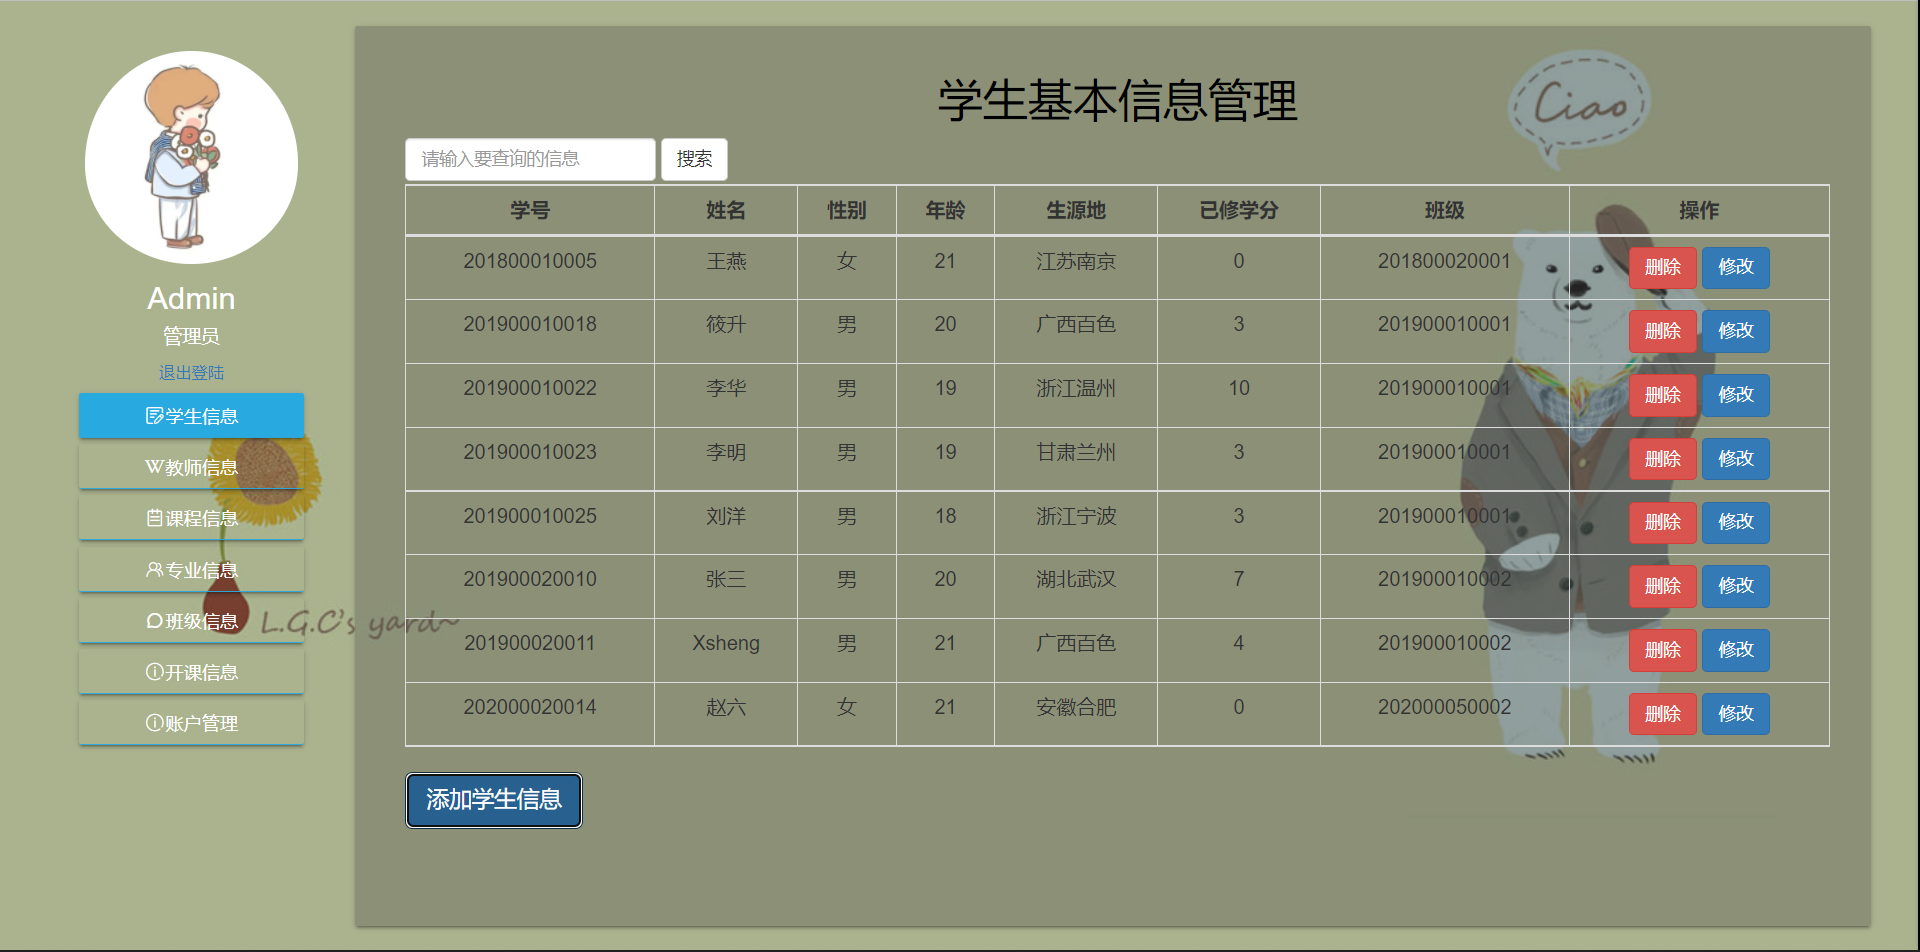 Admin
管理员
退出登陆
学生信息
教师信息
课程信息
专业信息
班级信息
开课信息
账户管理
L.G.C's yard~
学生基本信息管理
Ciao
请输入要查询的信息 搜索
学号 姓名 性别 年龄 生源地 已修学分 班级 操作
201800010005 王燕 女 21 江苏南京 0 201800020001 删除 修改
201900010018 筱升 男 20 广西百色 3 201900010001 删除 修改
201900010022 李华 男 19 浙江温州 10 201900010001 删除 修改
201900010023 李明 男 19 甘肃兰州 3 201900010001 删除 修改
201900010025 刘洋 男 18 浙江宁波 3 201900010001 删除 修改
201900020010 张三 男 20 湖北武汉 7 201900010002 删除 修改
201900020011 Xsheng 男 21 广西百色 4 201900010002 删除 修改
202000020014 赵六 女 21 安徽合肥 0 202000050002 删除 修改
添加学生信息